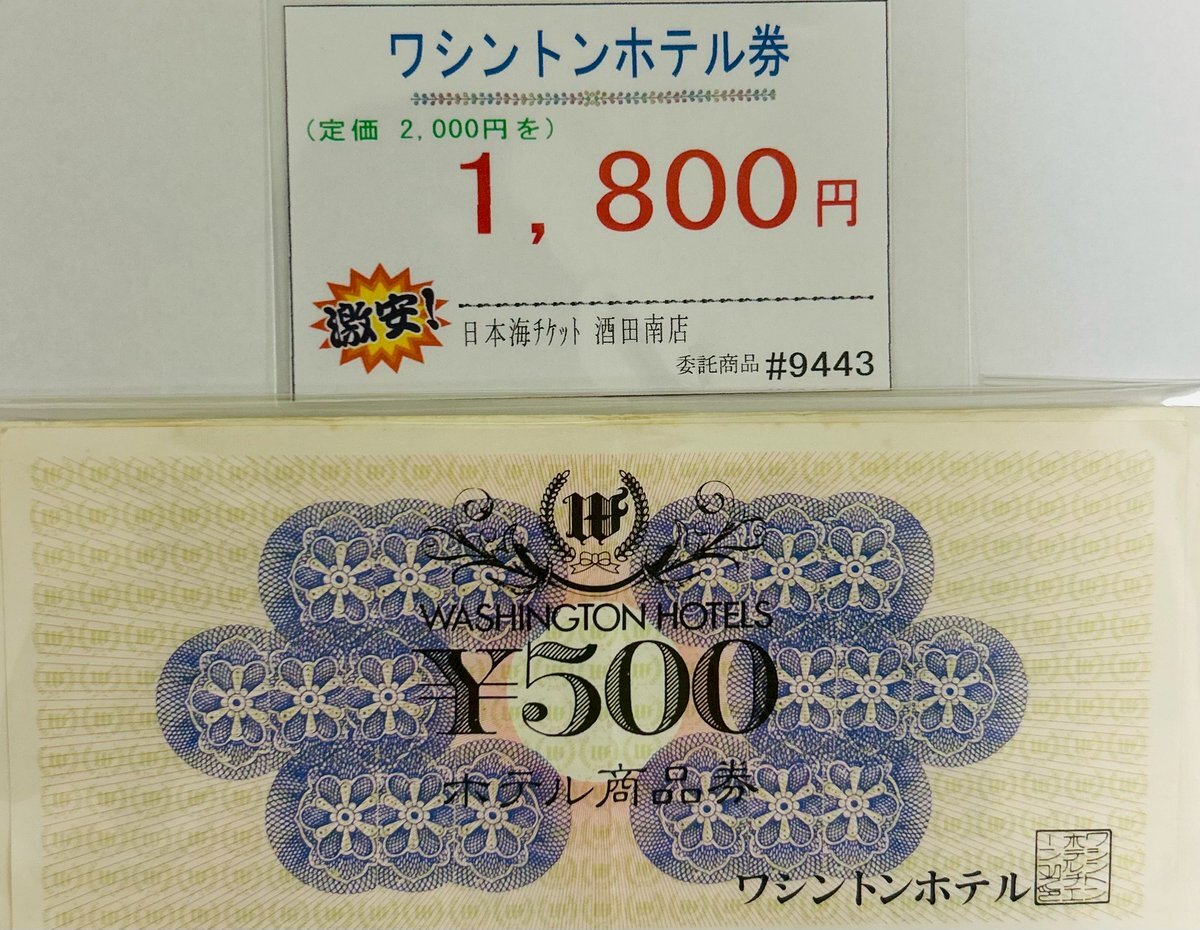 ワシントンホテル券
(定価 2,000円を)
1,800円
激安!
日本海ﾁｹｯﾄ 酒田南店
委託商品 #9443
W
WASHINGTON HOTELS
¥500
ホテル商品券
ワシントンホテル